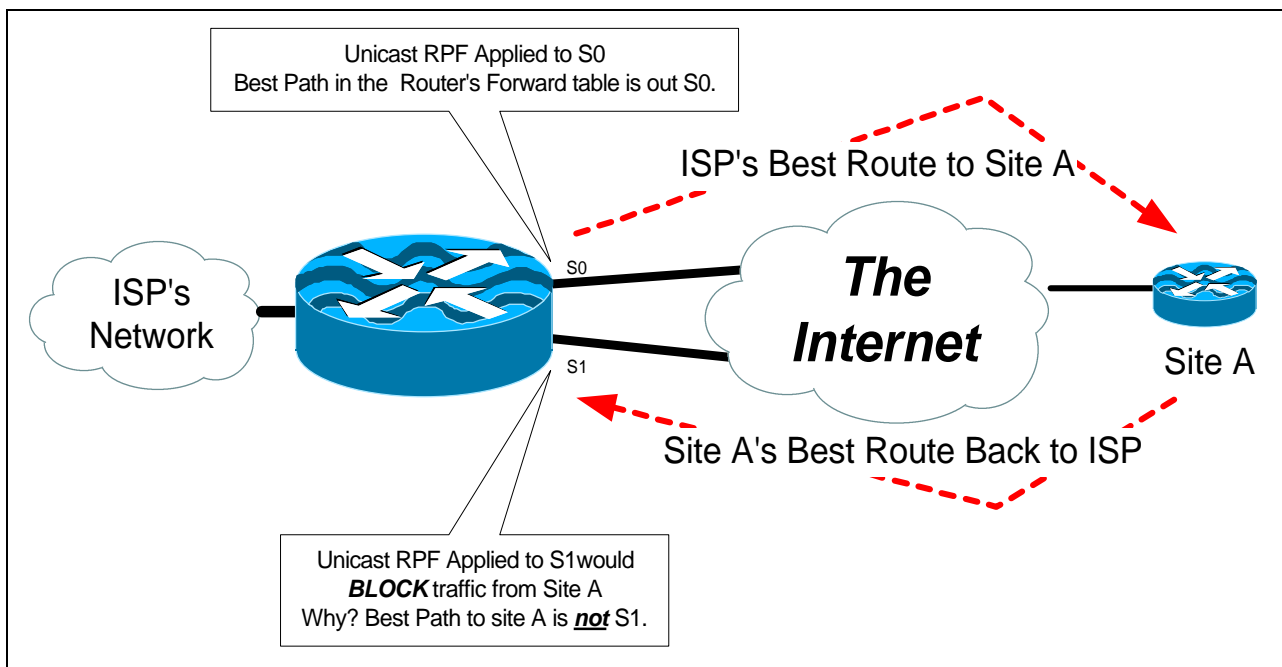 Unicast RPF Applied to S0
Best Path in the Router's Forward table is out S0.
ISP's Best Route to Site A
ISP's
Network
S0
S1
The
Internet
Site A
Site A's Best Route Back to ISP
Unicast RPF Applied to S1would
BLOCK traffic from Site A
Why? Best Path to site A is not S1.